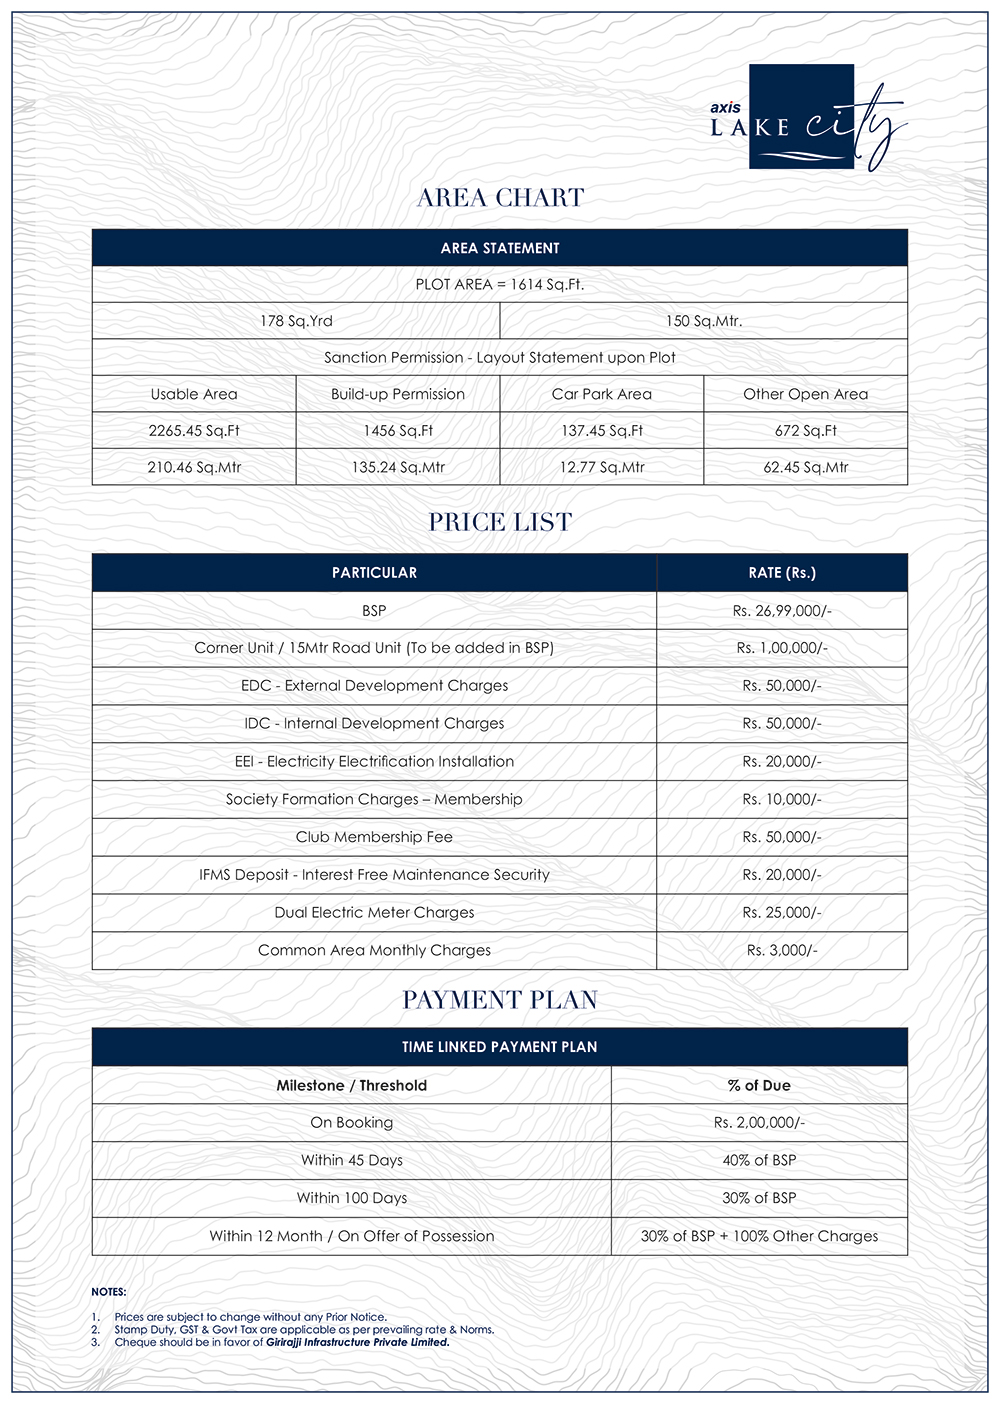 axis
LAKE city
AREA CHART
AREA STATEMENT
PLOT AREA = 1614 Sq.Ft.
178 Sq.Yrd 150 Sq.Mtr.
Sanction Permission - Layout Statement upon Plot
Usable Area Build-up Permission Car Park Area Other Open Area
2265.45 Sq.Ft 1456 Sq.Ft 137.45 Sq.Ft 672 Sq.Ft
210.46 Sq.Mtr 135.24 Sq.Mtr 12.77 Sq.Mtr 62.45 Sq.Mtr
PRICE LIST
PARTICULAR RATE (Rs.)
BSP Rs. 26,99,000/-
Corner Unit / 15Mtr Road Unit (To be added in BSP) Rs. 1,00,000/-
EDC - External Development Charges Rs. 50,000/-
IDC - Internal Development Charges Rs. 50,000/-
EEI - Electricity Electrification Installation Rs. 20,000/-
Society Formation Charges – Membership Rs. 10,000/-
Club Membership Fee Rs. 50,000/-
IFMS Deposit - Interest Free Maintenance Security Rs. 20,000/-
Dual Electric Meter Charges Rs. 25,000/-
Common Area Monthly Charges Rs. 3,000/-
PAYMENT PLAN
TIME LINKED PAYMENT PLAN
Milestone / Threshold % of Due
On Booking Rs. 2,00,000/-
Within 45 Days 40% of BSP
Within 100 Days 30% of BSP
Within 12 Month / On Offer of Possession 30% of BSP + 100% Other Charges
NOTES:
1. Prices are subject to change without any Prior Notice.
2. Stamp Duty, GST & Govt Tax are applicable as per prevailing rate & Norms.
3. Cheque should be in favor of Girirajji Infrastructure Private Limited.